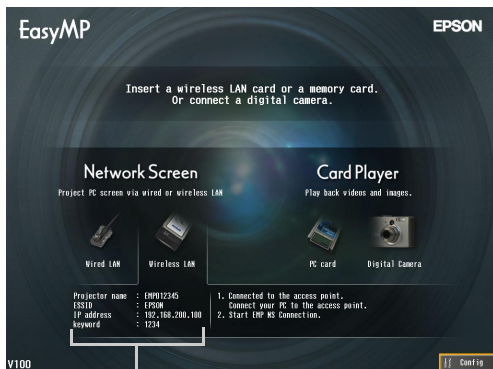 EasyMP
EPSON
Insert a wireless LAN card or a memory card.
Or connect a digital camera.
Network Screen
Project PC screen via wired or wireless LAN
Wired LAN
Wireless LAN
Card Player
Play back videos and images.
PC card
Digital Camera
Projector name : EMP012345
ESSID : EPSON
IP address : 192.168.200.100
keyword : 1234
1. Connected to the access point.
Connect your PC to the access point.
2. Start EMP NS Connection.
V100
Config